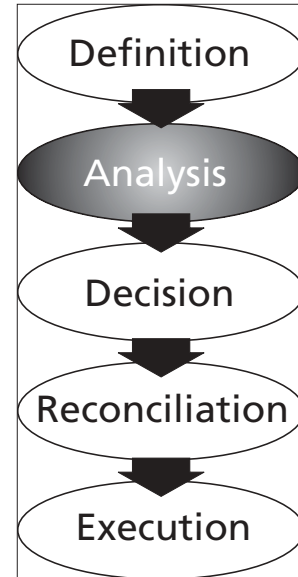 Definition
Analysis
Decision
Reconciliation
Execution